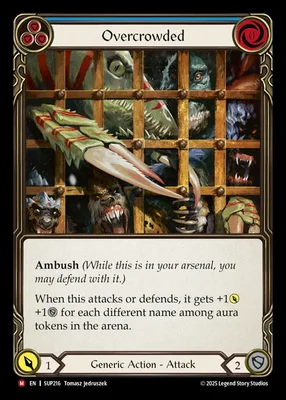 Overcrowded
Ambush (While this is in your arsenal, you
may defend with it.)
When this attacks or defends, it gets +1
+1 for each different name among aura
tokens in the arena.
1 Generic Action - Attack 2
M EN | SUP216 Tomasz Jedruszek © 2025 Legend Story Studios